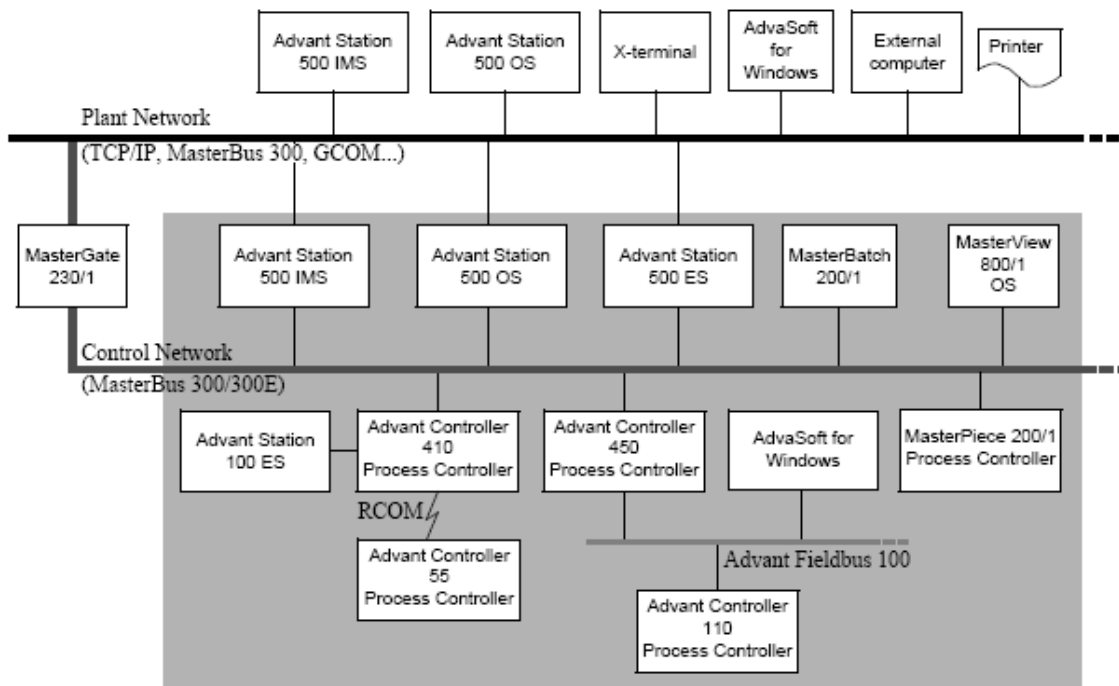 Advant Station
500 IMS
Advant Station
500 OS
X-terminal
AdvaSoft
for
Windows
External
computer
Printer
Plant Network
(TCP/IP, MasterBus 300, GCOM...)
MasterGate
230/1
Advant Station
500 IMS
Advant Station
500 OS
Advant Station
500 ES
MasterBatch
200/1
MasterView
800/1
OS
Control Network
(MasterBus 300/300E)
Advant Station
100 ES
Advant Controller
410
Process Controller
Advant Controller
450
Process Controller
AdvaSoft for
Windows
MasterPiece 200/1
Process Controller
RCOM
Advant Controller
55
Process Controller
Advant Fieldbus 100
Advant Controller
110
Process Controller